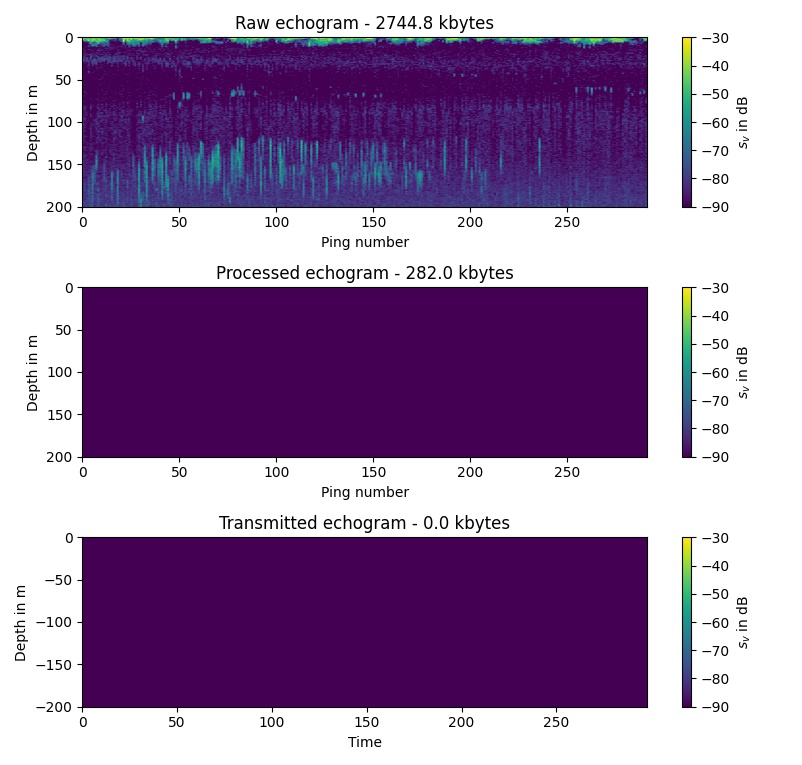 Raw echogram - 2744.8 kbytes
0
50
100
150
200
Depth in m
0 50 100 150 200 250
Ping number
−30
−40
−50
−60
−70
−80
−90
sv in dB
Processed echogram - 282.0 kbytes
0
50
100
150
200
Depth in m
0 50 100 150 200 250
Ping number
−30
−40
−50
−60
−70
−80
−90
sv in dB
Transmitted echogram - 0.0 kbytes
0
−50
−100
−150
−200
Depth in m
0 50 100 150 200 250
Time
−30
−40
−50
−60
−70
−80
−90
sv in dB